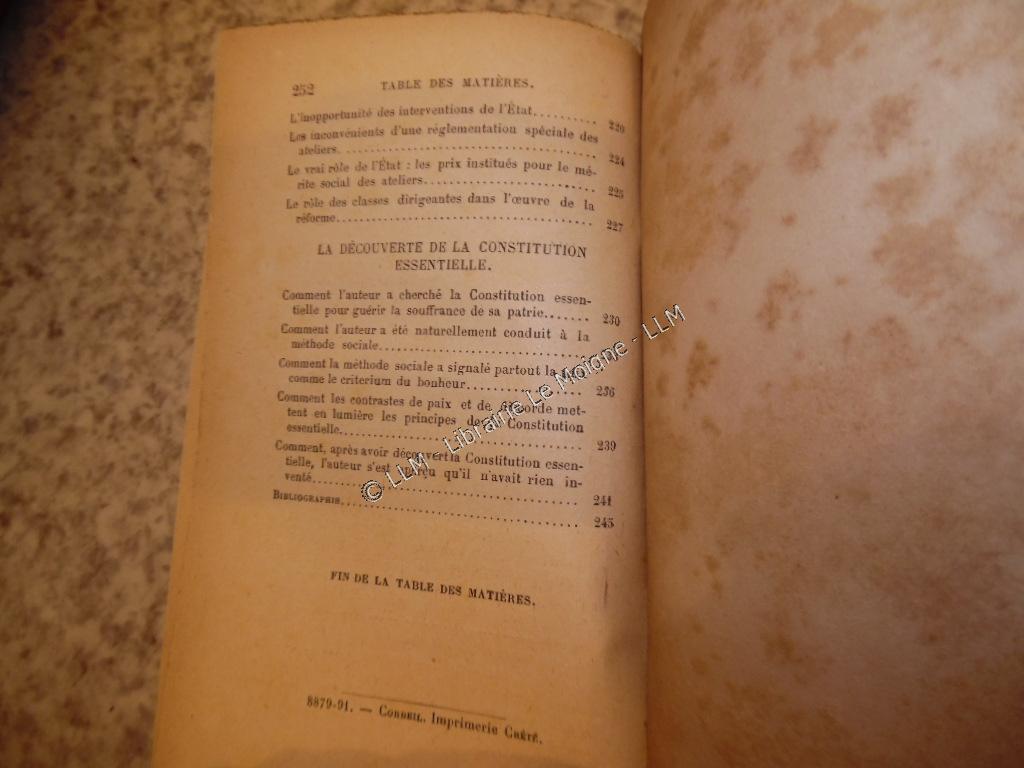 252 TABLE DES MATIÈRES.
L'inopportunité des interventions de l'État.......... 220
Les inconvénients d'une réglementation spéciale des
ateliers........................................ 224
Le vrai rôle de l'État : les prix institués pour le mé-
rite social des ateliers.......................... 225
Le rôle des classes dirigeantes dans l'œuvre de la
réforme........................................ 227
LA DÉCOUVERTE DE LA CONSTITUTION
ESSENTIELLE.
Comment l'auteur a cherché la Constitution essen-
tielle pour guérir la souffrance de sa patrie....... 230
Comment l'auteur a été naturellement conduit à la
méthode sociale................................
Comment la méthode sociale a signalé partout la
comme le criterium du bonheur.................. 236
Comment les contrastes de paix et de discorde met-
tent en lumière les principes de la Constitution
essentielle..................................... 239
Comment, après avoir découvert la Constitution essen-
tielle, l'auteur s'est aperçu qu'il n'avait rien in-
venté.......................................... 241
BIBLIOGRAPHIE.................................. 245
FIN DE LA TABLE DES MATIÈRES.
8879-91. — CORBEIL. Imprimerie CRÉTÉ.
© LLM - Librairie Le Moigne - LLM